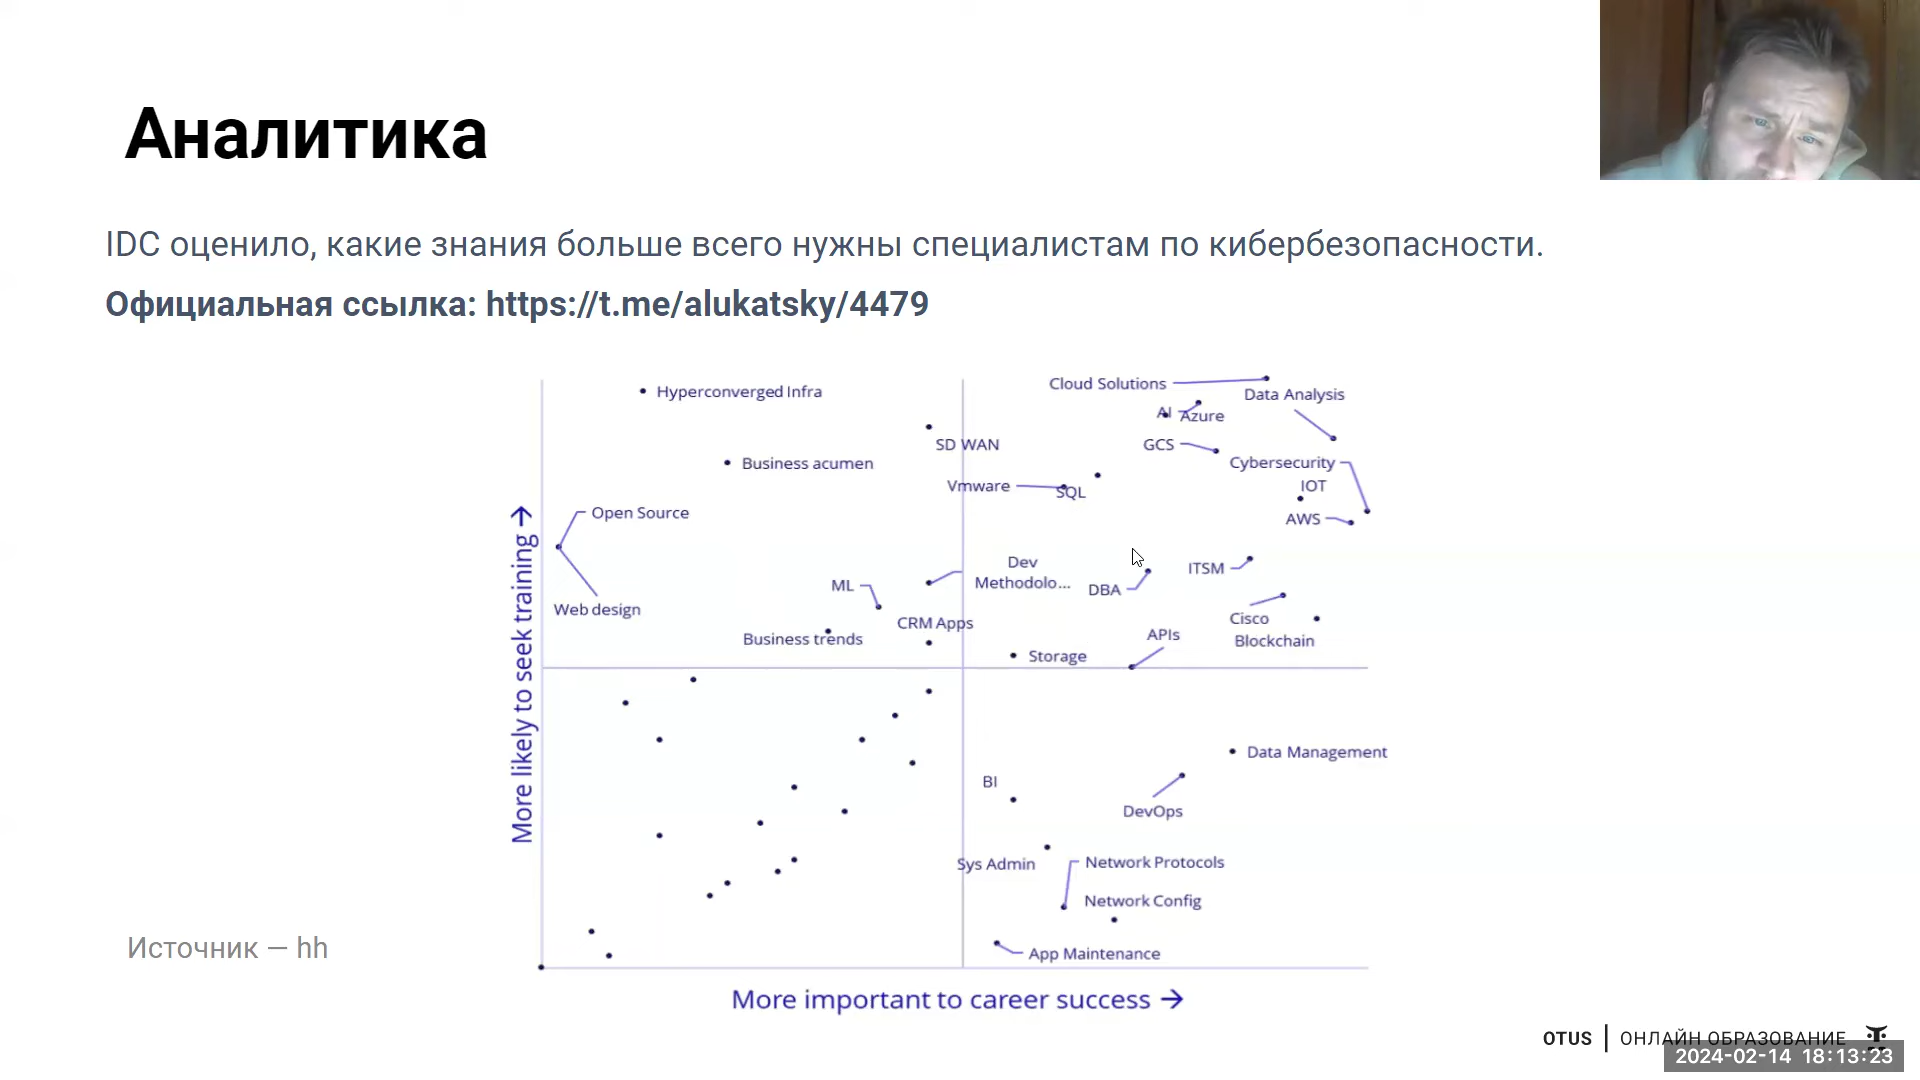 Аналитика
IDC оценило, какие знания больше всего нужны специалистам по кибербезопасности.
Официальная ссылка: https://t.me/alukatsky/4479
Cloud Solutions
Hyperconverged Infra
Data Analysis
AI
Azure
SD WAN
GCS
Business acumen
Cybersecurity
Vmware
SQL
IOT
Open Source
AWS
Dev
Methodolo...
ITSM
ML
DBA
Web design
CRM Apps
Cisco
Business trends
APIs
Blockchain
Storage
More likely to seek training →
Data Management
BI
DevOps
Sys Admin
Network Protocols
Network Config
App Maintenance
Источник — hh
More important to career success →
OTUS | ОНЛАЙН ОБРАЗОВАНИЕ
2024-02-14 18:13:23